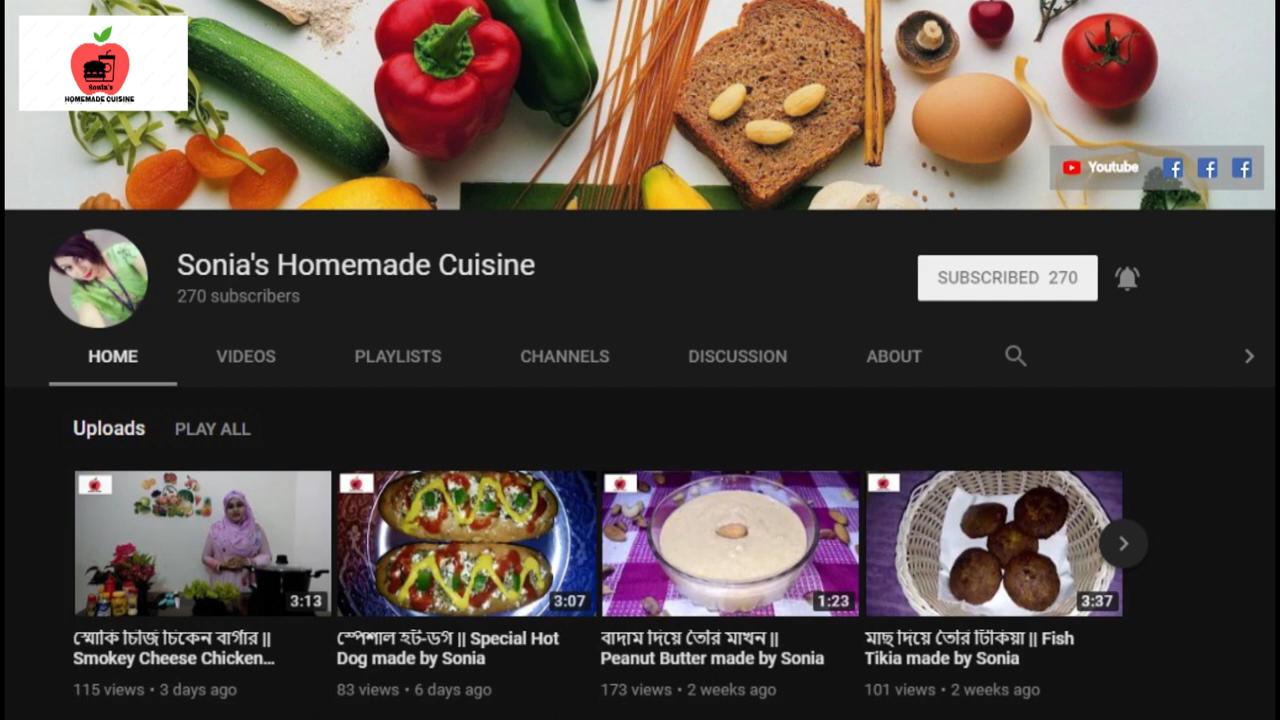 Sonia's
HOMEMADE CUISINE
Youtube
Sonia's Homemade Cuisine
270 subscribers
SUBSCRIBED 270
HOME VIDEOS PLAYLISTS CHANNELS DISCUSSION ABOUT
Uploads PLAY ALL
3:13 3:07 1:23 3:37
স্মোকি চিজি চিকেন বার্গার ||
Smokey Cheese Chicken...
115 views • 3 days ago
স্পেশাল হট-ডগ || Special Hot
Dog made by Sonia
83 views • 6 days ago
বাদাম দিয়ে তৈরি মাখন ||
Peanut Butter made by Sonia
173 views • 2 weeks ago
মাছ দিয়ে তৈরি টিকিয়া || Fish
Tikia made by Sonia
101 views • 2 weeks ago